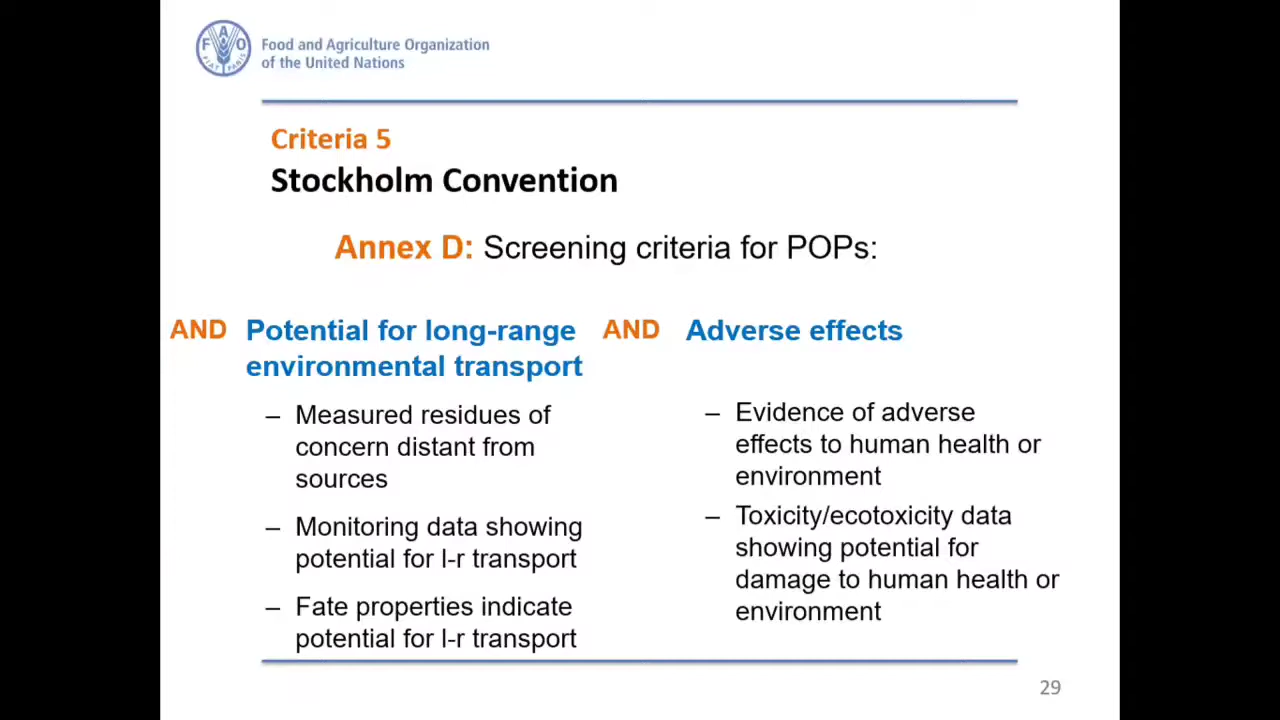 FAO
FIAT PANIS
Food and Agriculture Organization
of the United Nations
Criteria 5
Stockholm Convention
Annex D: Screening criteria for POPs:
AND Potential for long-range
environmental transport
– Measured residues of
concern distant from
sources
– Monitoring data showing
potential for l-r transport
– Fate properties indicate
potential for l-r transport
AND Adverse effects
– Evidence of adverse
effects to human health or
environment
– Toxicity/ecotoxicity data
showing potential for
damage to human health or
environment
29